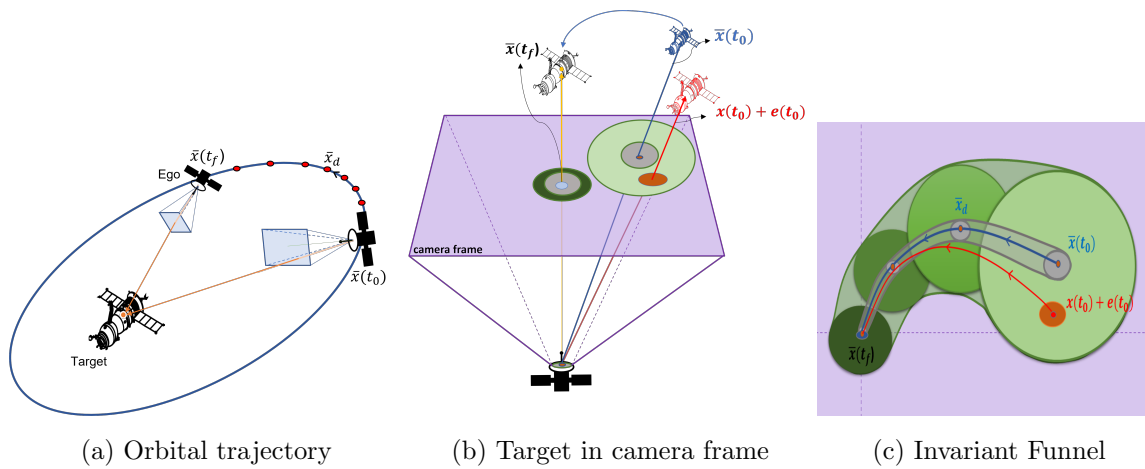 x̄(t_f)
x̄_d
Ego
x̄(t_0)
Target
(a) Orbital trajectory
x̄(t_0)
x̄(t_f)
x(t_0) + e(t_0)
camera frame
(b) Target in camera frame
x̄_d
x̄(t_0)
x(t_0) + e(t_0)
x̄(t_f)
(c) Invariant Funnel